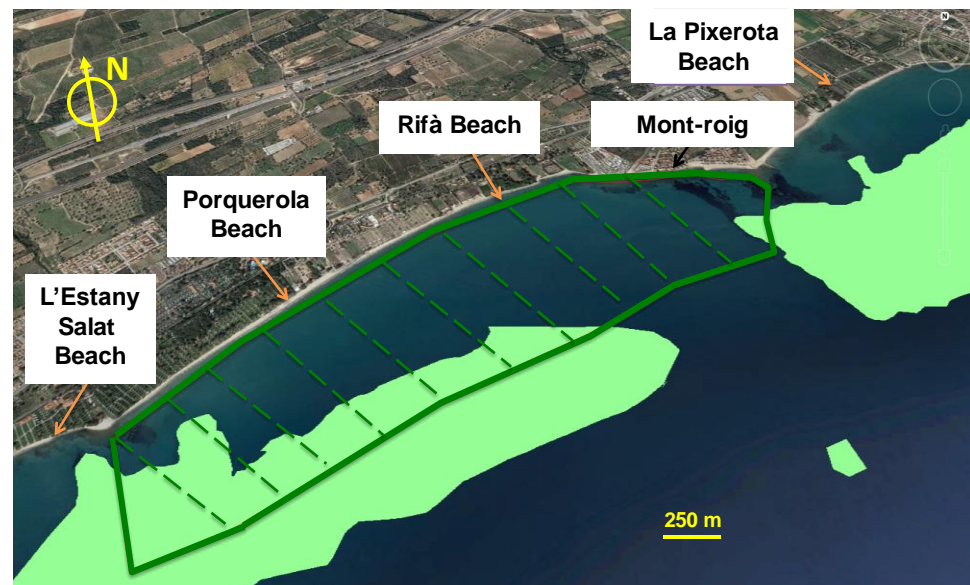 La Pixerota
Beach
N
N
Rifà Beach
Mont-roig
Porquerola
Beach
L’Estany
Salat
Beach
250 m